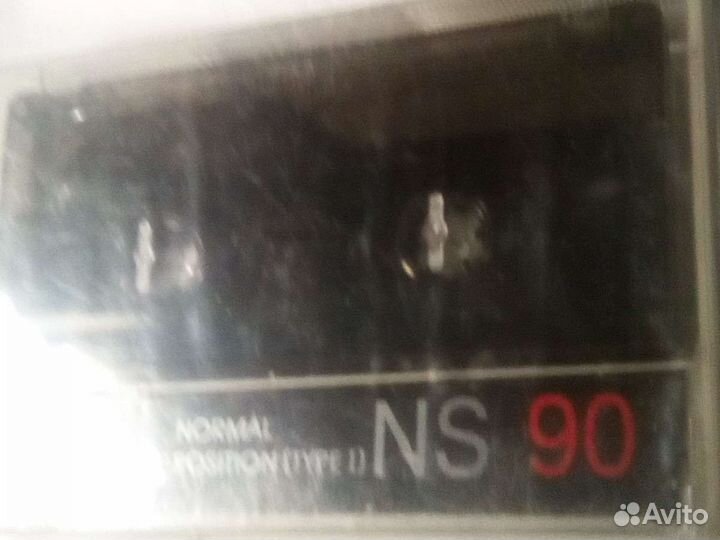 NORMAL
POSITION (TYPE I) NS 90
Avito